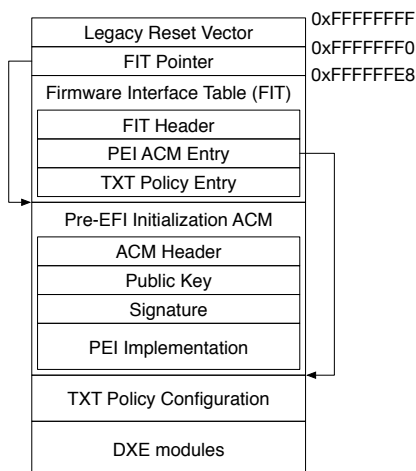 Legacy Reset Vector
0xFFFFFFFF
FIT Pointer
0xFFFFFFF0
0xFFFFFFE8
Firmware Interface Table (FIT)
FIT Header
PEI ACM Entry
TXT Policy Entry
Pre-EFI Initialization ACM
ACM Header
Public Key
Signature
PEI Implementation
TXT Policy Configuration
DXE modules